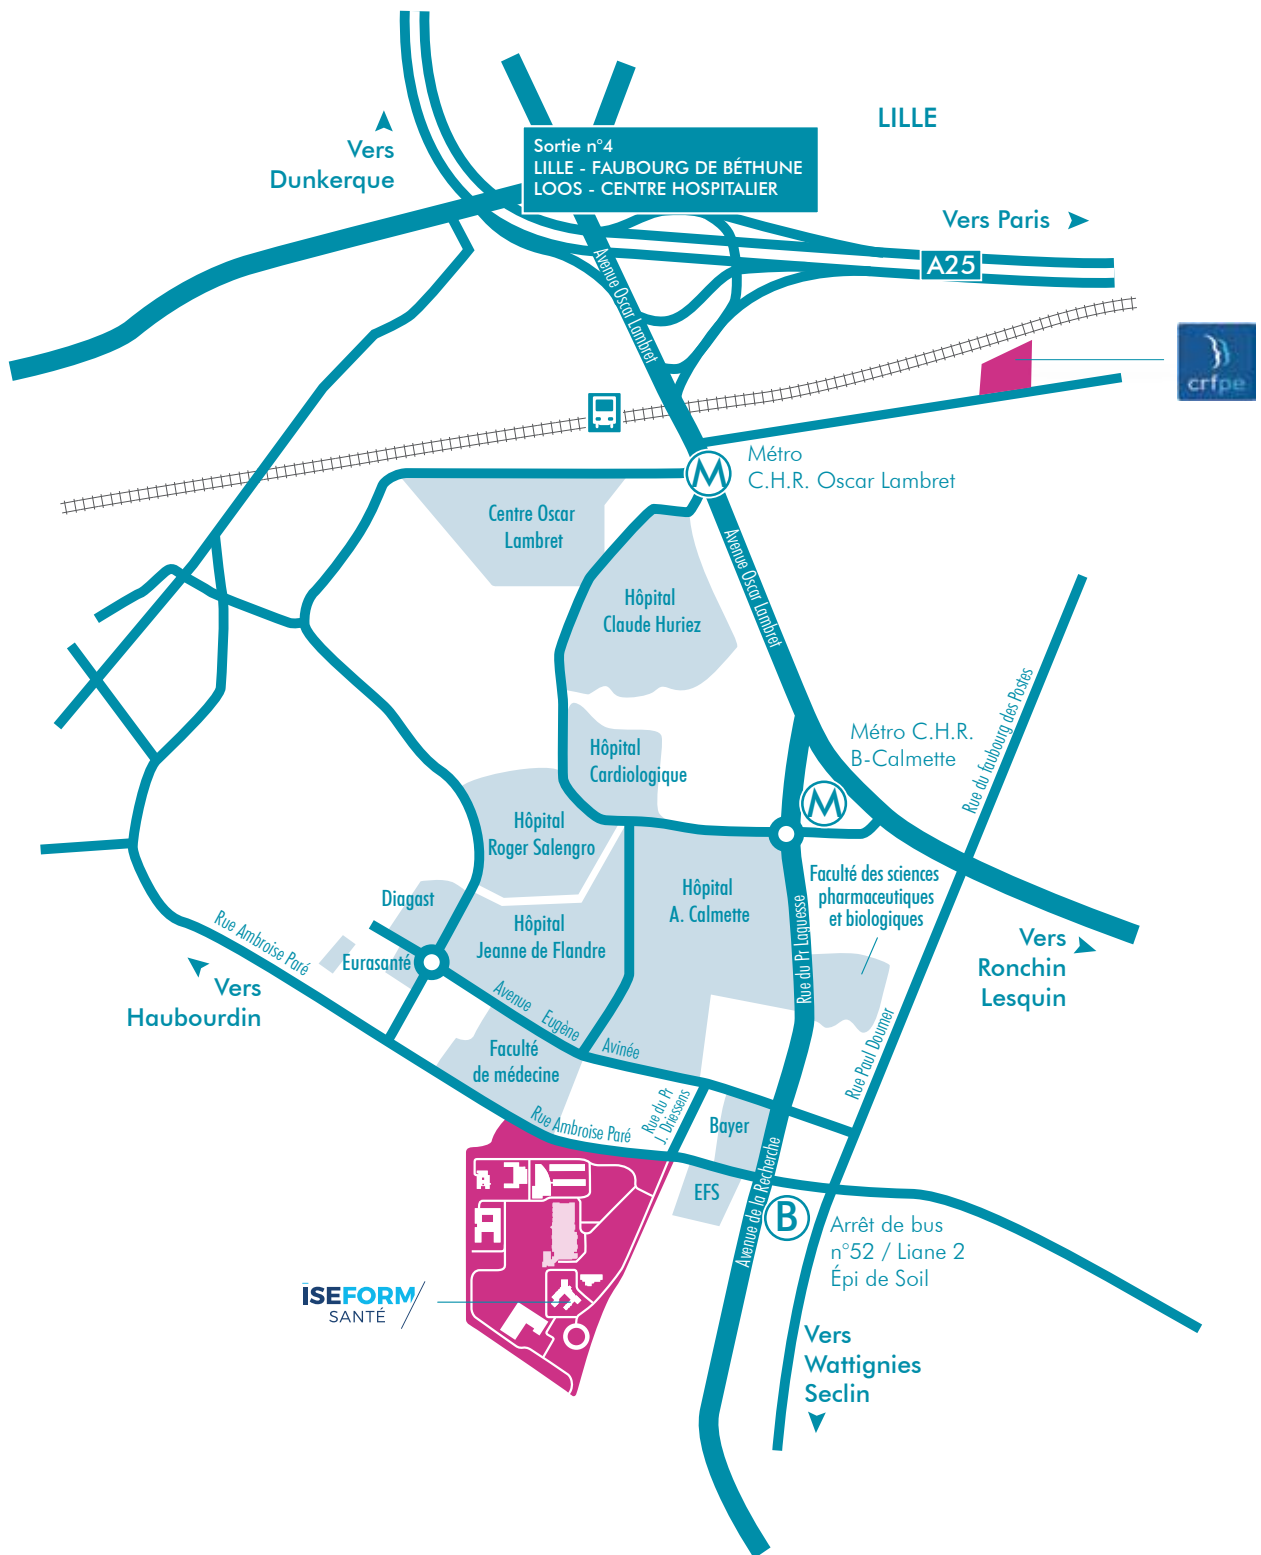 LILLE
Vers
Dunkerque
Sortie n°4
LILLE - FAUBOURG DE BÉTHUNE
LOOS - CENTRE HOSPITALIER
Vers Paris
A25
Avenue Oscar Lambret
crfpe
Métro
C.H.R. Oscar Lambret
M
Centre Oscar
Lambret
Avenue Oscar Lambret
Hôpital
Claude Huriez
Rue du faubourg des Postes
Métro C.H.R.
B-Calmette
M
Hôpital
Cardiologique
Hôpital
Roger Salengro
Hôpital
A. Calmette
Faculté des sciences
pharmaceutiques
et biologiques
Diagast
Hôpital
Jeanne de Flandre
Rue du Pr Laguesse
Rue Ambroise Paré
Eurasanté
Vers
Ronchin
Lesquin
Vers
Haubourdin
Avenue Eugène Avinée
Faculté
de médecine
Rue Paul Doumer
Rue Ambroise Paré
Rue du Pr
J. Driessens
Bayer
EFS
Avenue de la Recherche
B
Arrêt de bus
n°52 / Liane 2
Épi de Soil
ISEFORM
SANTÉ
Vers
Wattignies
Seclin